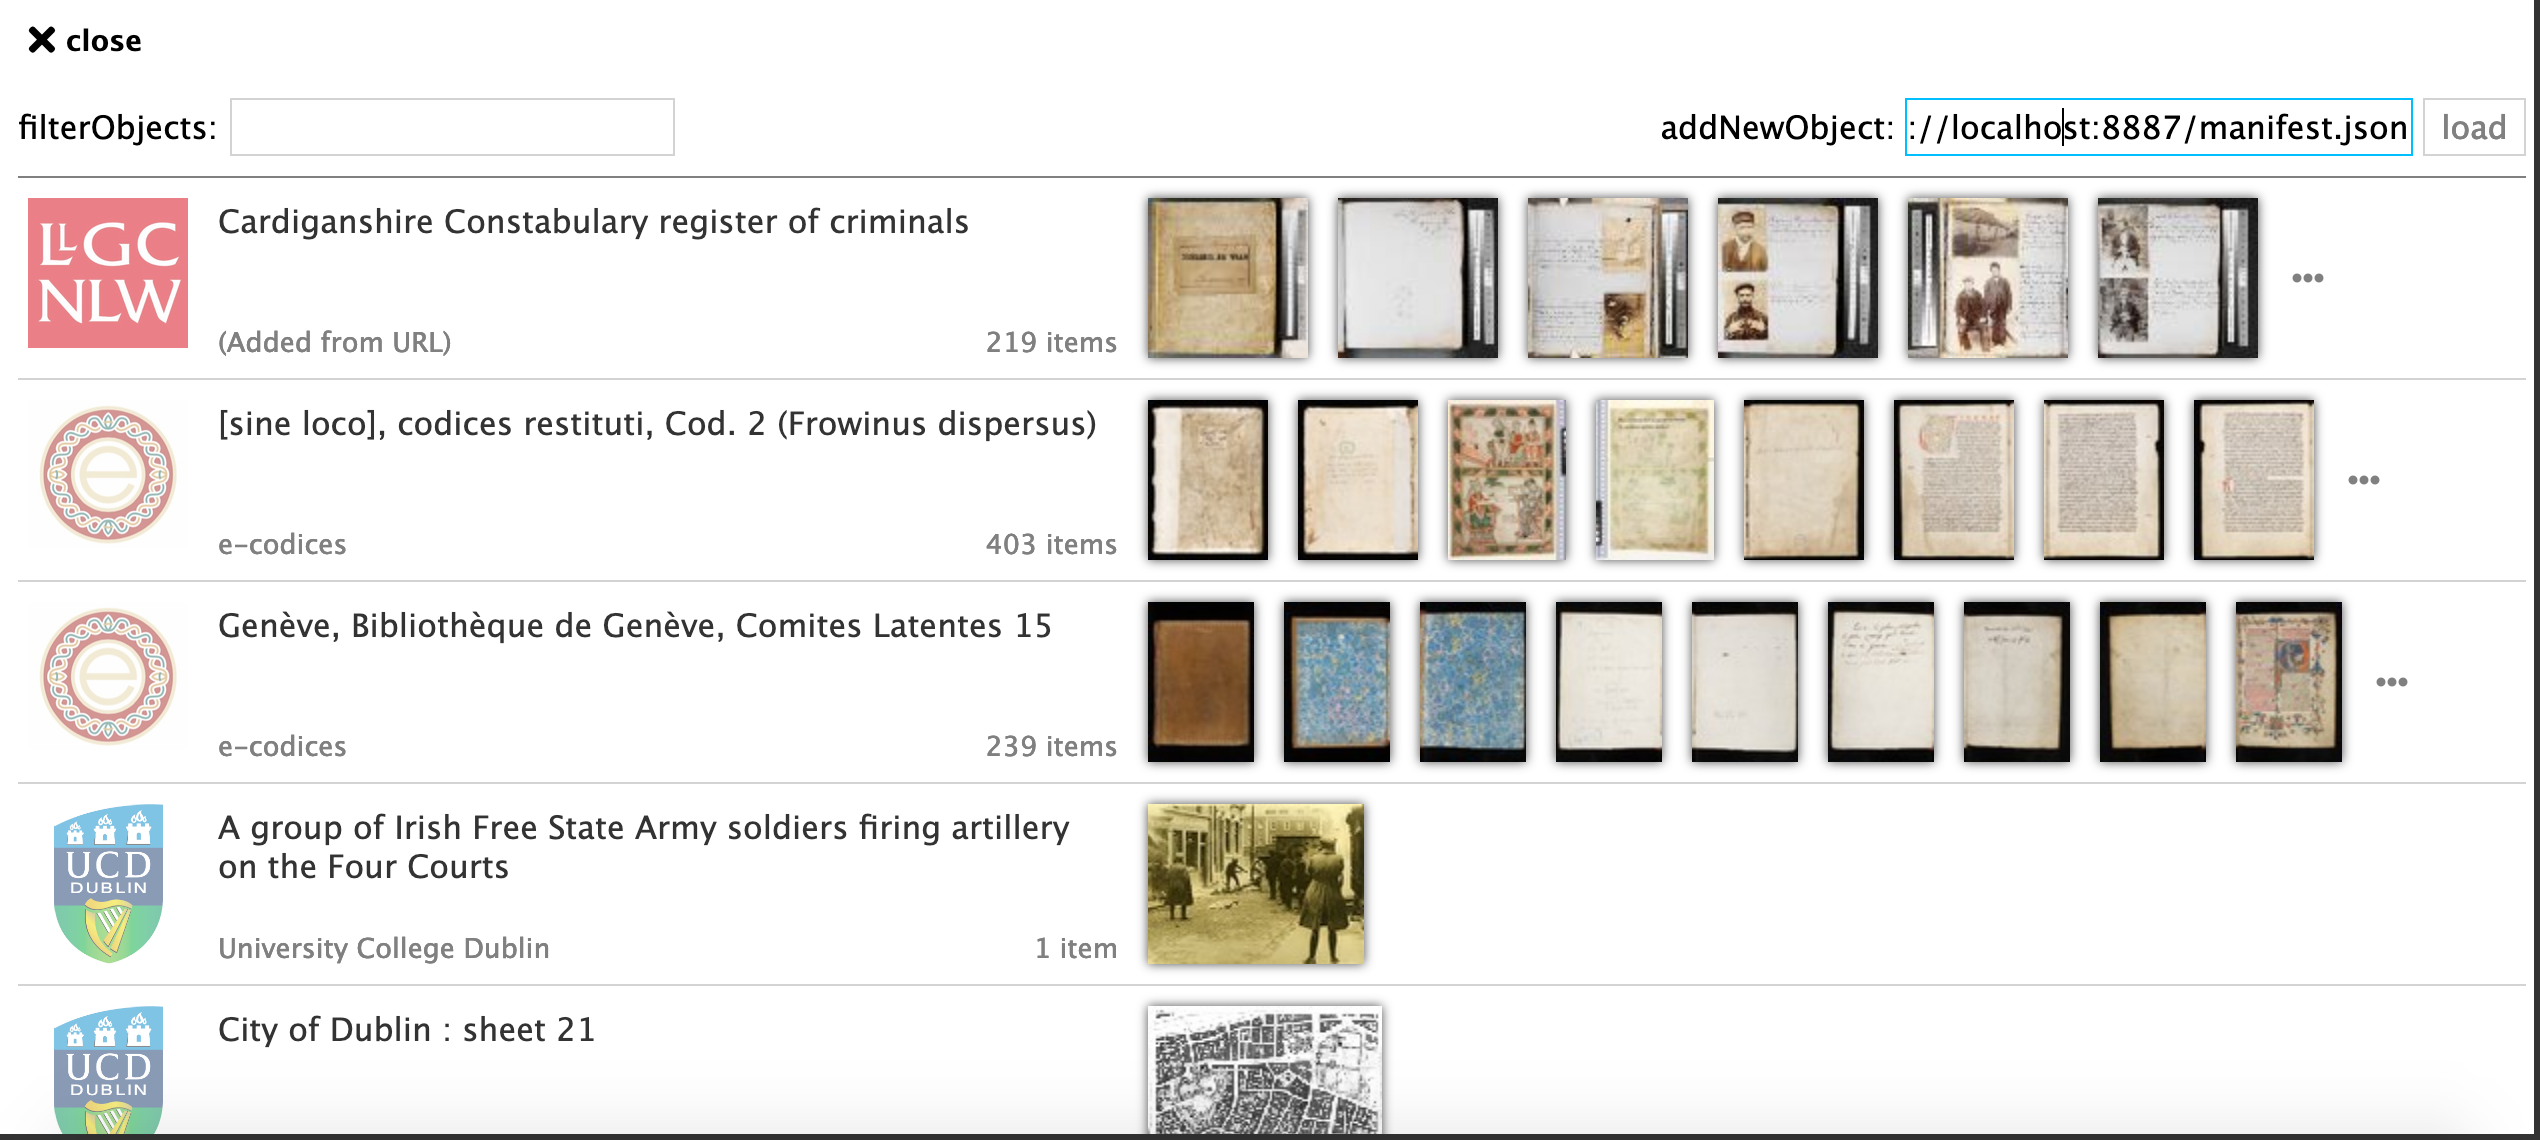 close
filterObjects:
addNewObject: ://localhost:8887/manifest.json load
LLGC
NLW
Cardiganshire Constabulary register of criminals
(Added from URL) 219 items
[sine loco], codices restituti, Cod. 2 (Frowinus dispersus)
e-codices 403 items
Genève, Bibliothèque de Genève, Comites Latentes 15
e-codices 239 items
UCD
DUBLIN
A group of Irish Free State Army soldiers firing artillery
on the Four Courts
University College Dublin 1 item
UCD
DUBLIN
City of Dublin : sheet 21